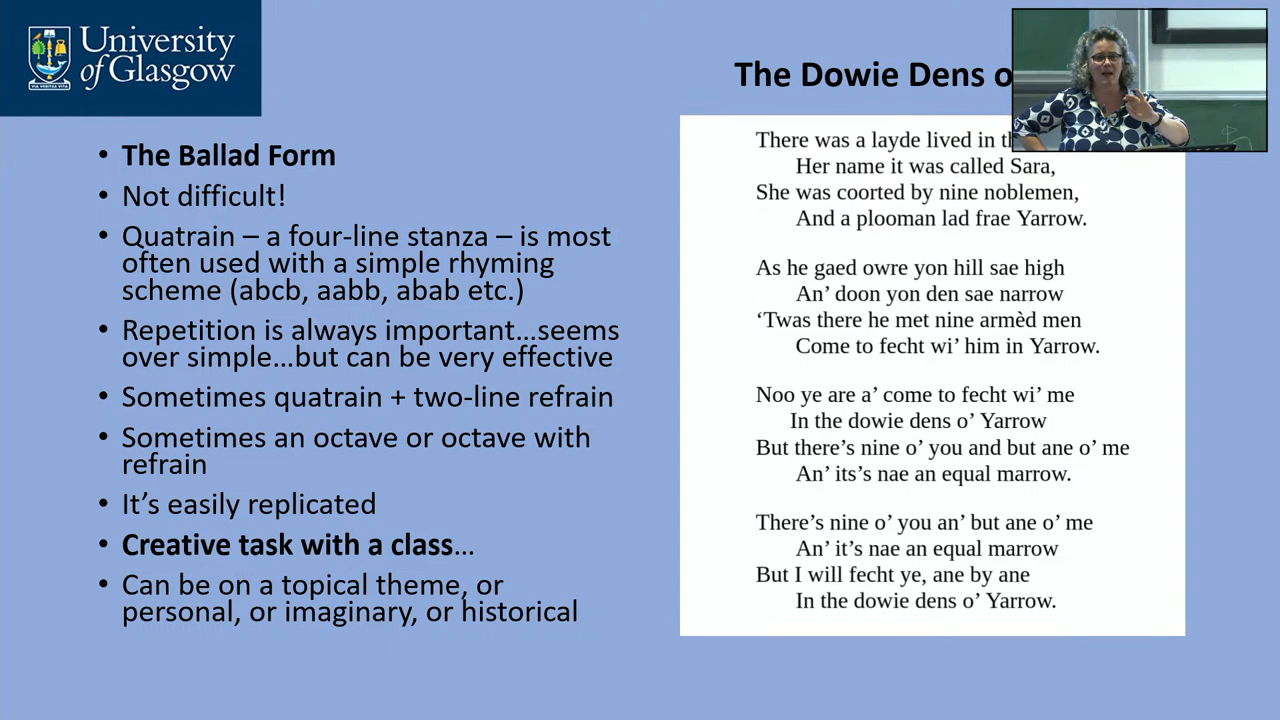 University
of Glasgow
VIA VERITAS VITA
The Dowie Dens o
• The Ballad Form
• Not difficult!
• Quatrain – a four-line stanza – is most
often used with a simple rhyming
scheme (abcb, aabb, abab etc.)
• Repetition is always important…seems
over simple…but can be very effective
• Sometimes quatrain + two-line refrain
• Sometimes an octave or octave with
refrain
• It’s easily replicated
• Creative task with a class…
• Can be on a topical theme, or
personal, or imaginary, or historical
There was a layde lived in
Her name it was called Sara,
She was coorted by nine noblemen,
And a plooman lad frae Yarrow.
As he gaed owre yon hill sae high
An’ doon yon den sae narrow
‘Twas there he met nine armèd men
Come to fecht wi’ him in Yarrow.
Noo ye are a’ come to fecht wi’ me
In the dowie dens o’ Yarrow
But there’s nine o’ you and but ane o’ me
An’ its’s nae an equal marrow.
There’s nine o’ you an’ but ane o’ me
An’ it’s nae an equal marrow
But I will fecht ye, ane by ane
In the dowie dens o’ Yarrow.